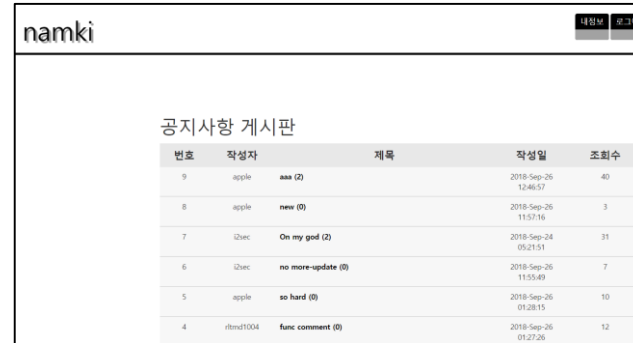 namki
내정보 로그
공지사항 게시판
번호 작성자 제목 작성일 조회수
9 apple aaa (2) 2018-Sep-26 12:46:57 40
8 apple new (0) 2018-Sep-26 11:57:16 3
7 i2sec On my god (2) 2018-Sep-24 05:21:51 31
6 i2sec no more-update (0) 2018-Sep-26 11:55:49 7
5 apple so hard (0) 2018-Sep-26 01:28:15 10
4 rltmd1004 func comment (0) 2018-Sep-26 01:27:26 12